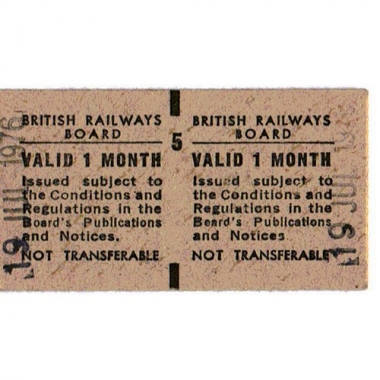 BRITISH RAILWAYS
BOARD
VALID 1 MONTH
Issued subject to
the Conditions and
Regulations in the
Board's Publications
and Notices.
NOT TRANSFERABLE
5
BRITISH RAILWAYS
BOARD
VALID 1 MONTH
Issued subject to
the Conditions and
Regulations in the
Board's Publications
and Notices.
NOT TRANSFERABLE
19 JUL 1976
19 JUL